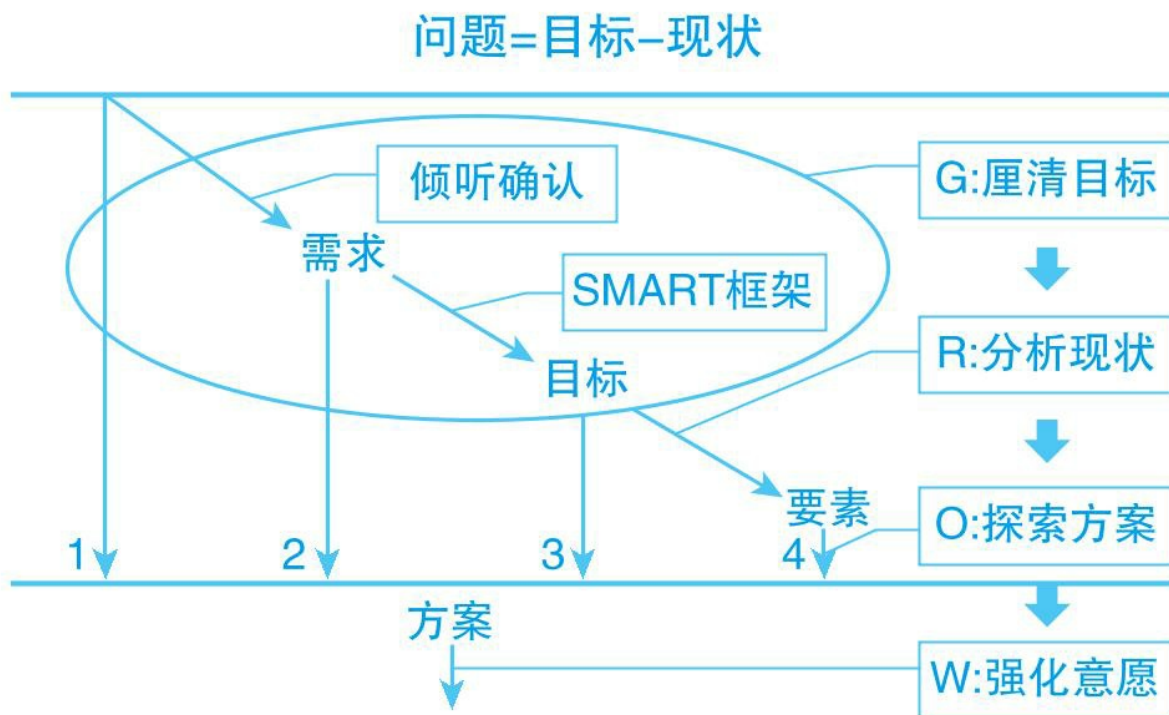 问题=目标–现状
倾听确认
G:厘清目标
需求
SMART框架
目标
R:分析现状
要素
1
2
3
4
O:探索方案
方案
W:强化意愿